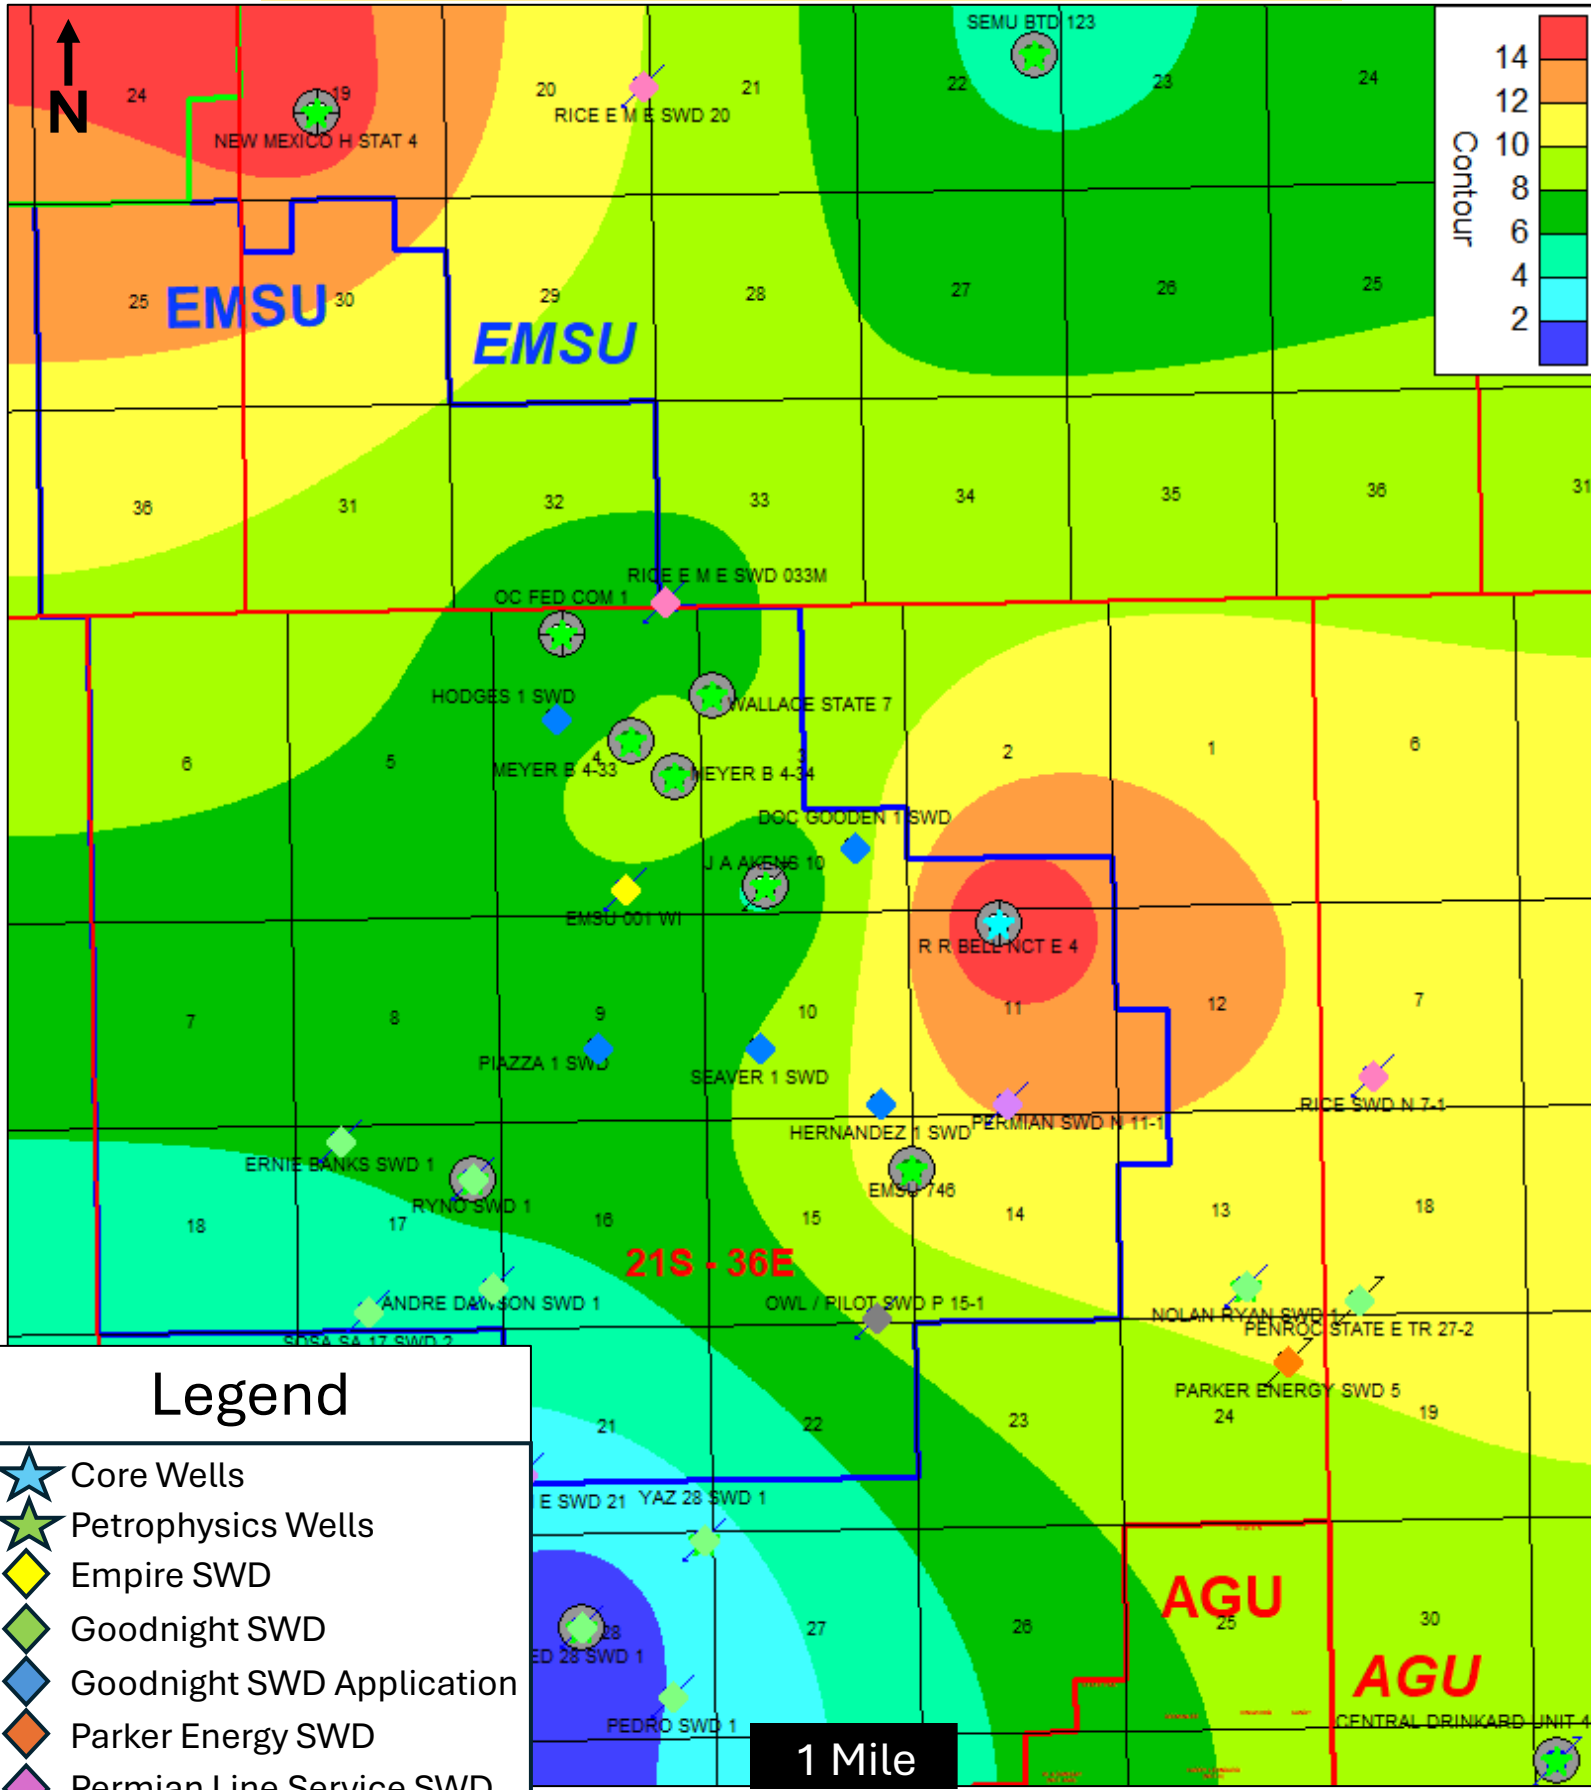 SEMU BTD 123
14
12
10
8
6
4
2
Contour
N
24
19
20
21
22
23
24
NEW MEXICO H STAT 4
RICE E M E SWD 20
25
EMSU
30
29
28
27
26
25
EMSU
36
31
32
33
34
35
36
31
RICE E M E SWD 033M
OC FED COM 1
HODGES 1 SWD
WALLACE STATE 7
6
5
4
3
2
1
6
MEYER B 4-33
MEYER B 4-34
DOC GOODEN 1 SWD
J A AKENS 10
EMSU 001 WI
R R BELL NCT E 4
7
8
9
10
11
12
7
PIAZZA 1 SWD
SEAVER 1 SWD
RICE SWD N 7-1
HERNANDEZ 1 SWD
PERMIAN SWD N 11-1
ERNIE BANKS SWD 1
RYNO SWD 1
EMSU 746
18
17
16
15
14
13
18
21S - 36E
ANDRE DAWSON SWD 1
OWL / PILOT SWD P 15-1
NOLAN RYAN SWD 1
PENROC STATE E TR 27-2
SOSA SA 17 SWD 2
PARKER ENERGY SWD 5
21
22
23
24
19
E SWD 21
YAZ 28 SWD 1
28
27
26
25
30
AGU
ED 28 SWD 1
AGU
PEDRO SWD 1
CENTRAL DRINKARD UNIT 4
1 Mile
Legend
Core Wells
Petrophysics Wells
Empire SWD
Goodnight SWD
Goodnight SWD Application
Parker Energy SWD
Permian Line Service SWD